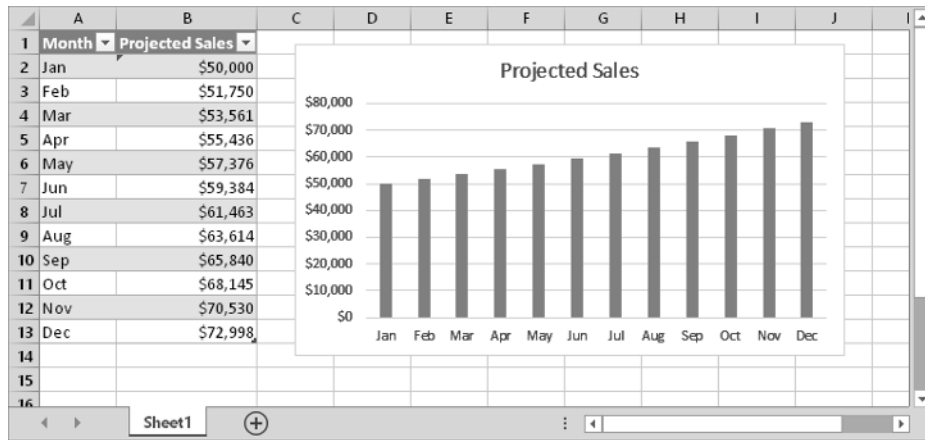 A B C D E F G H I J
1 Month Projected Sales
2 Jan $50,000
3 Feb $51,750
4 Mar $53,561
5 Apr $55,436
6 May $57,376
7 Jun $59,384
8 Jul $61,463
9 Aug $63,614
10 Sep $65,840
11 Oct $68,145
12 Nov $70,530
13 Dec $72,998
14
15
16
Projected Sales
$80,000
$70,000
$60,000
$50,000
$40,000
$30,000
$20,000
$10,000
$0
Jan Feb Mar Apr May Jun Jul Aug Sep Oct Nov Dec
Sheet1